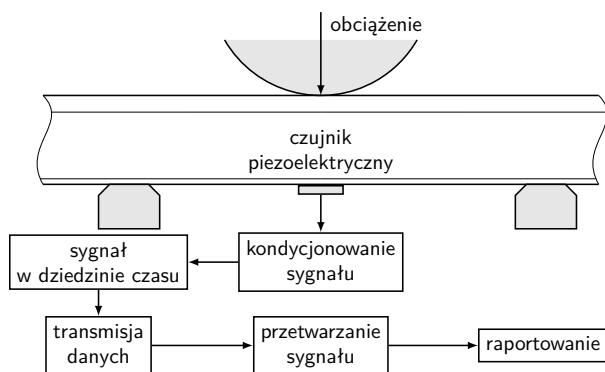 obciążenie
czujnik
piezoelektryczny
kondycjonowanie
sygnału
sygnał
w dziedzinie czasu
transmisja
danych
przetwarzanie
sygnału
raportowanie